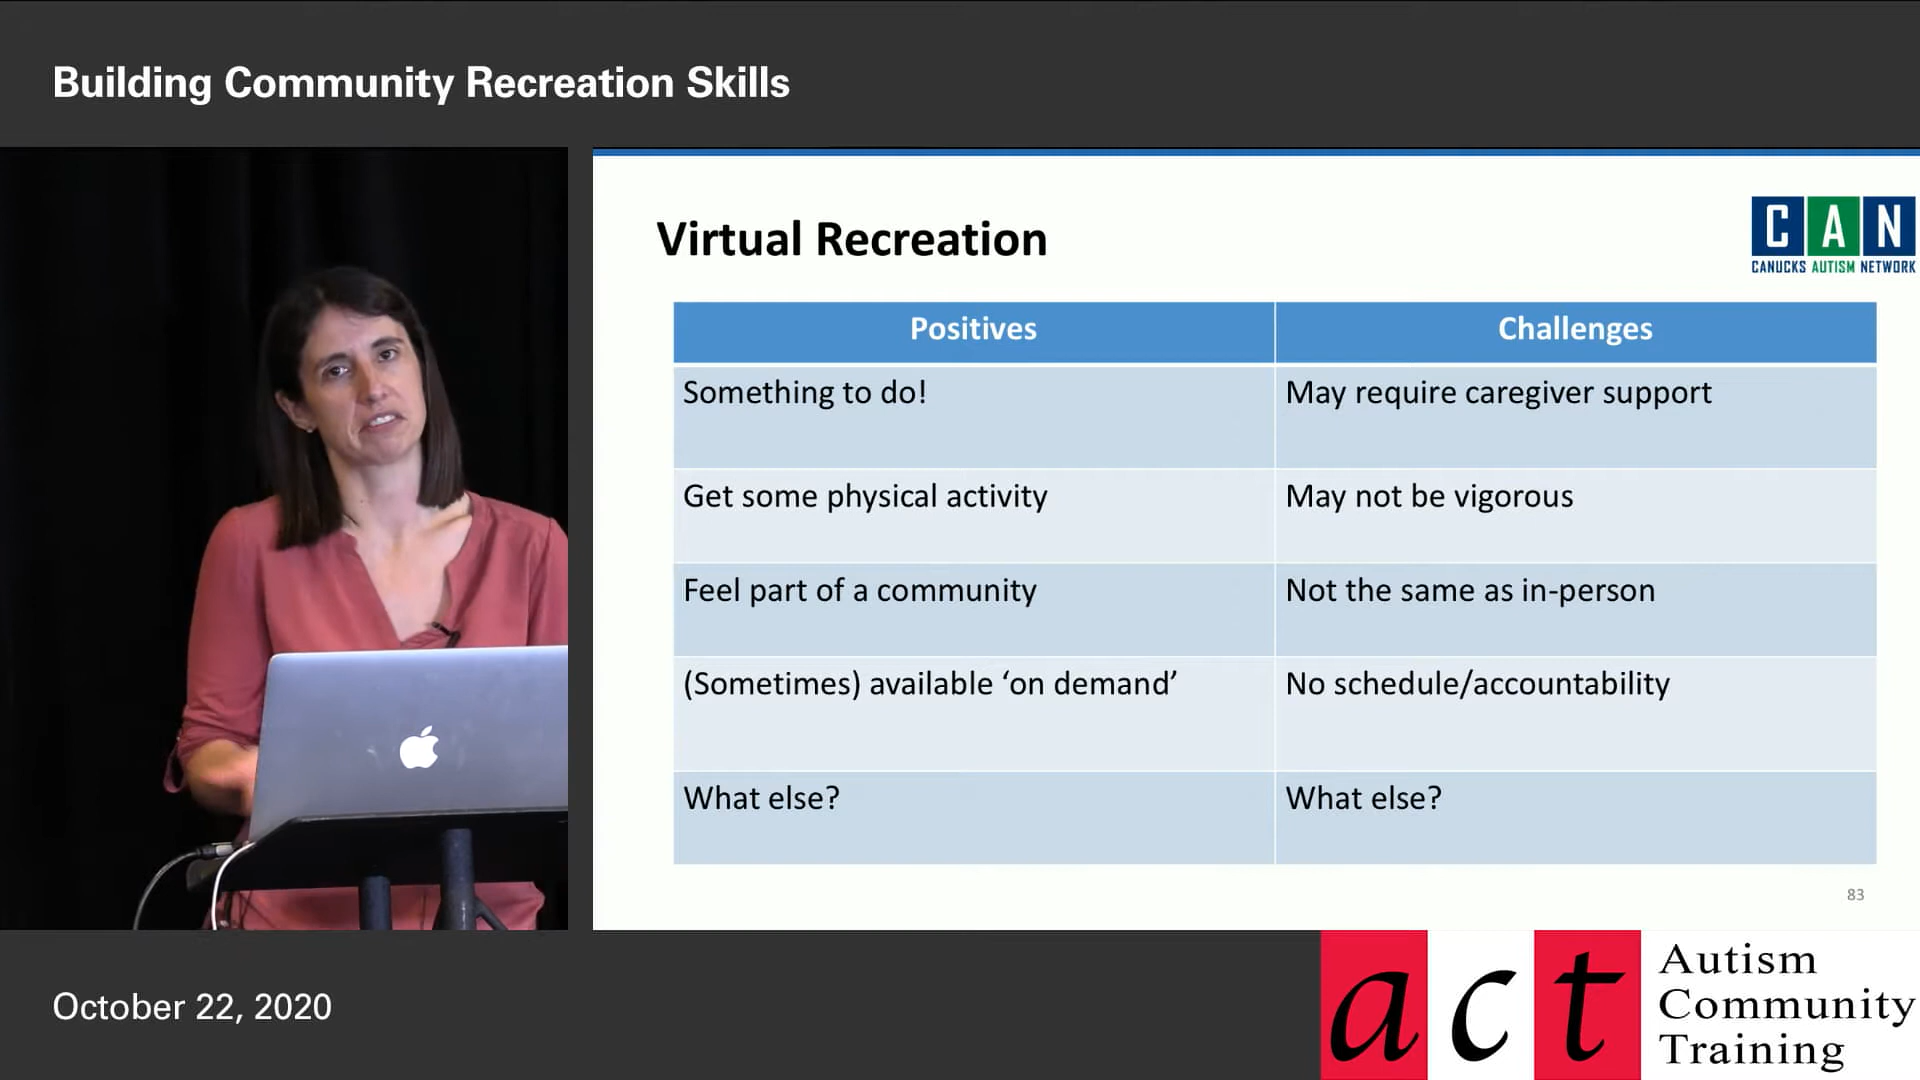 Building Community Recreation Skills
Virtual Recreation
CAN
CANUCKS AUTISM NETWORK
Positives
Challenges
Something to do!
May require caregiver support
Get some physical activity
May not be vigorous
Feel part of a community
Not the same as in-person
(Sometimes) available ‘on demand’
No schedule/accountability
What else?
What else?
83
October 22, 2020
act
Autism
Community
Training